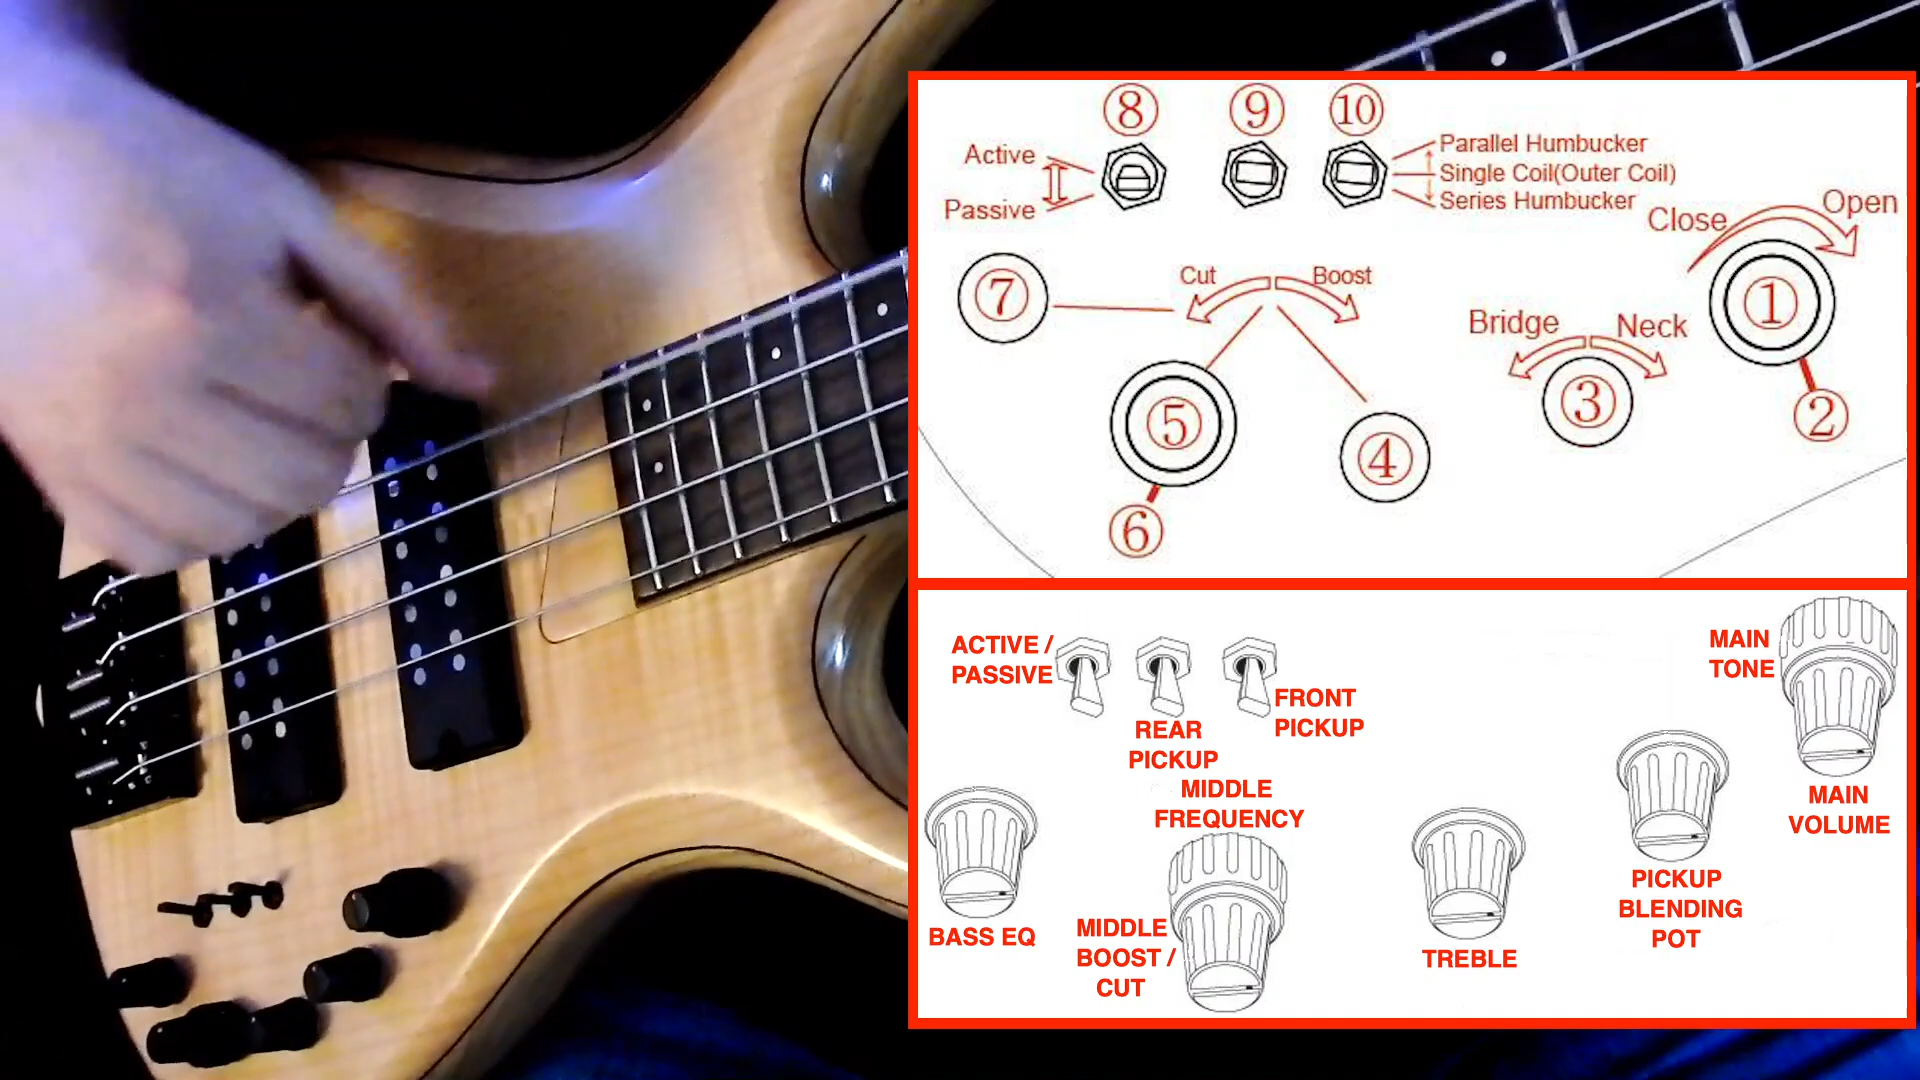 ⑧ ⑨ ⑩
Active
Passive
Parallel Humbucker
Single Coil(Outer Coil)
Series Humbucker
Close
Open
⑦
Cut
Boost
①
Bridge
Neck
③
②
⑤
④
⑥
ACTIVE /
PASSIVE
REAR
PICKUP
FRONT
PICKUP
MAIN
TONE
MIDDLE
FREQUENCY
MAIN
VOLUME
BASS EQ
MIDDLE
BOOST /
CUT
TREBLE
PICKUP
BLENDING
POT